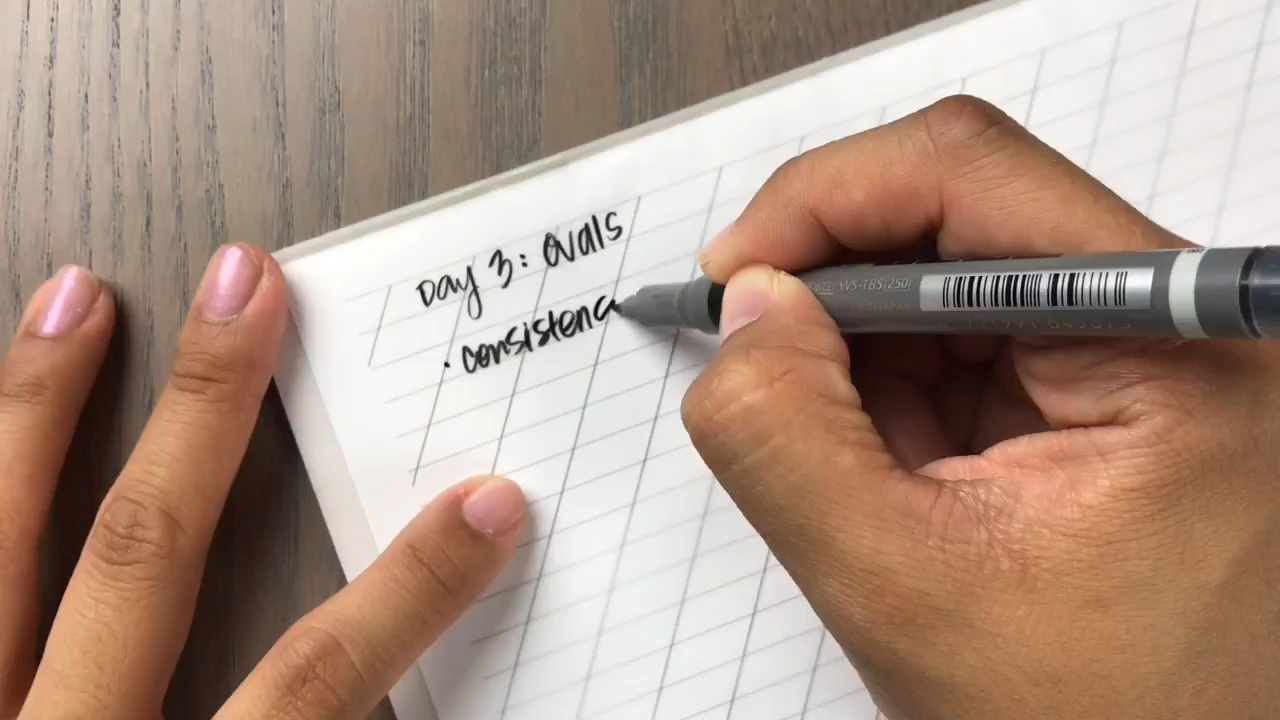 Day 3: ovals
• consistenc
WS-TBS(250)